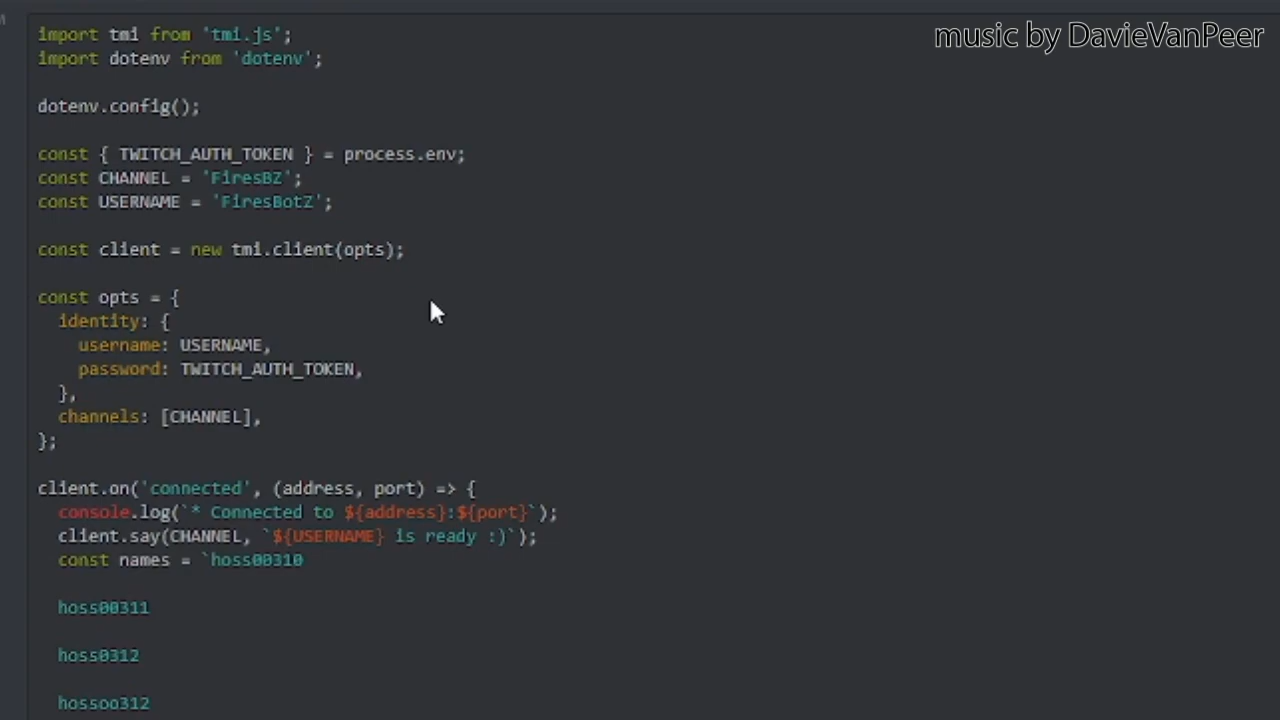 music by DavieVanPeer
import tmi from 'tmi.js';
import dotenv from 'dotenv';
dotenv.config();
const { TWITCH_AUTH_TOKEN } = process.env;
const CHANNEL = 'FiresBZ';
const USERNAME = 'FiresBotZ';
const client = new tmi.client(opts);
const opts = {
identity: {
username: USERNAME,
password: TWITCH_AUTH_TOKEN,
},
channels: [CHANNEL],
};
client.on('connected', (address, port) => {
console.log(`* Connected to ${address}:${port}`);
client.say(CHANNEL, `${USERNAME} is ready :)`);
const names = `hoss00310
hoss00311
hoss0312
hossoo312